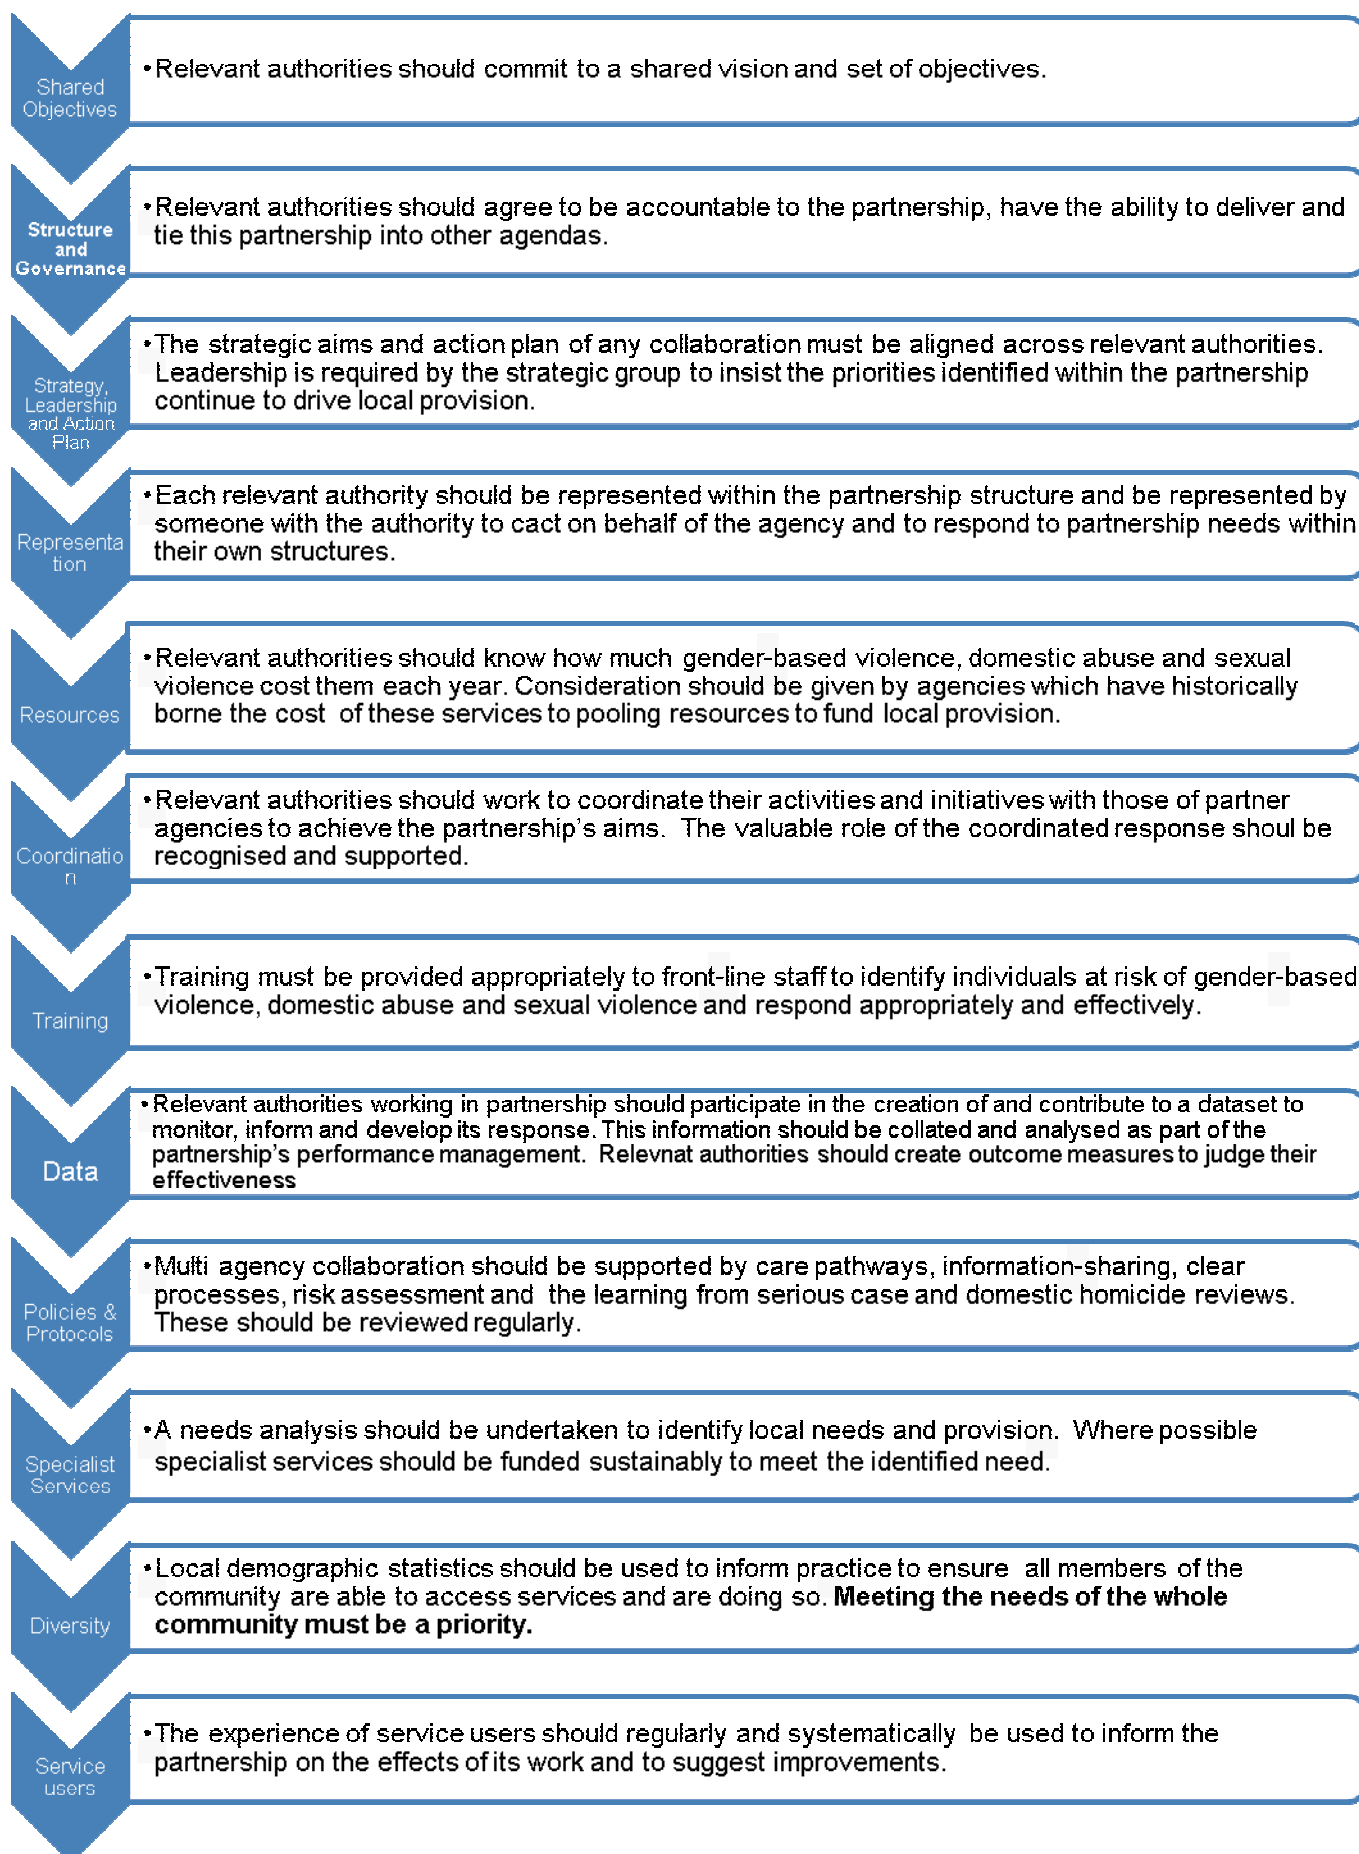 Shared
Objectives
•Relevant authorities should commit to a shared vision and set of objectives.
Structure
and
Governance
•Relevant authorities should agree to be accountable to the partnership, have the ability to deliver and
tie this partnership into other agendas.
Strategy,
Leadership
and Action
Plan
•The strategic aims and action plan of any collaboration must be aligned across relevant authorities.
Leadership is required by the strategic group to insist the priorities identified within the partnership
continue to drive local provision.
Representa
tion
•Each relevant authority should be represented within the partnership structure and be represented by
someone with the authority to cact on behalf of the agency and to respond to partnership needs within
their own structures.
Resources
•Relevant authorities should know how much gender-based violence, domestic abuse and sexual
violence cost them each year. Consideration should be given by agencies which have historically
borne the cost of these services to pooling resources to fund local provision.
Coordinatio
n
•Relevant authorities should work to coordinate their activities and initiatives with those of partner
agencies to achieve the partnership's aims. The valuable role of the coordinated response shoul be
recognised and supported.
Training
•Training must be provided appropriately to front-line staff to identify individuals at risk of gender-based
violence, domestic abuse and sexual violence and respond appropriately and effectively.
Data
•Relevant authorities working in partnership should participate in the creation of and contribute to a dataset to
monitor, inform and develop its response. This information should be collated and analysed as part of the
partnership's performance management. Relevnat authorities should create outcome measures to judge their
effectiveness
Policies &
Protocols
•Multi agency collaboration should be supported by care pathways, information-sharing, clear
processes, risk assessment and the learning from serious case and domestic homicide reviews.
These should be reviewed regularly.
Specialist
Services
•A needs analysis should be undertaken to identify local needs and provision. Where possible
specialist services should be funded sustainably to meet the identified need.
Diversity
•Local demographic statistics should be used to inform practice to ensure all members of the
community are able to access services and are doing so. Meeting the needs of the whole
community must be a priority.
Service
users
•The experience of service users should regularly and systematically be used to inform the
partnership on the effects of its work and to suggest improvements.